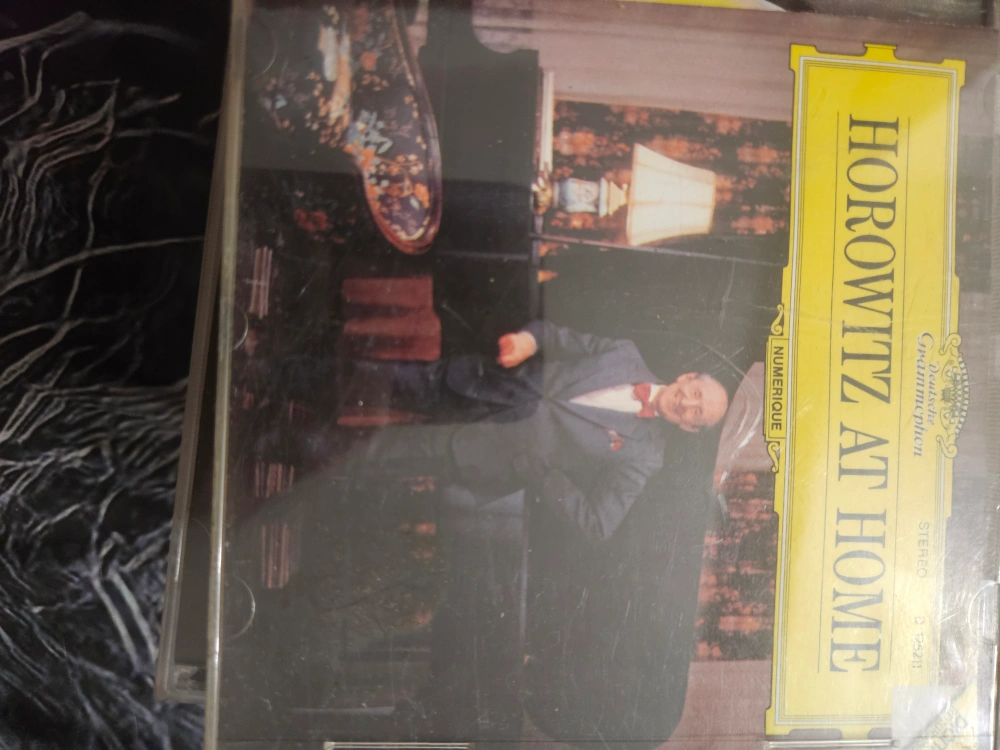 Deutsche
Grammophon
STEREO
HOROWITZ AT HOME
NUMERIQUE